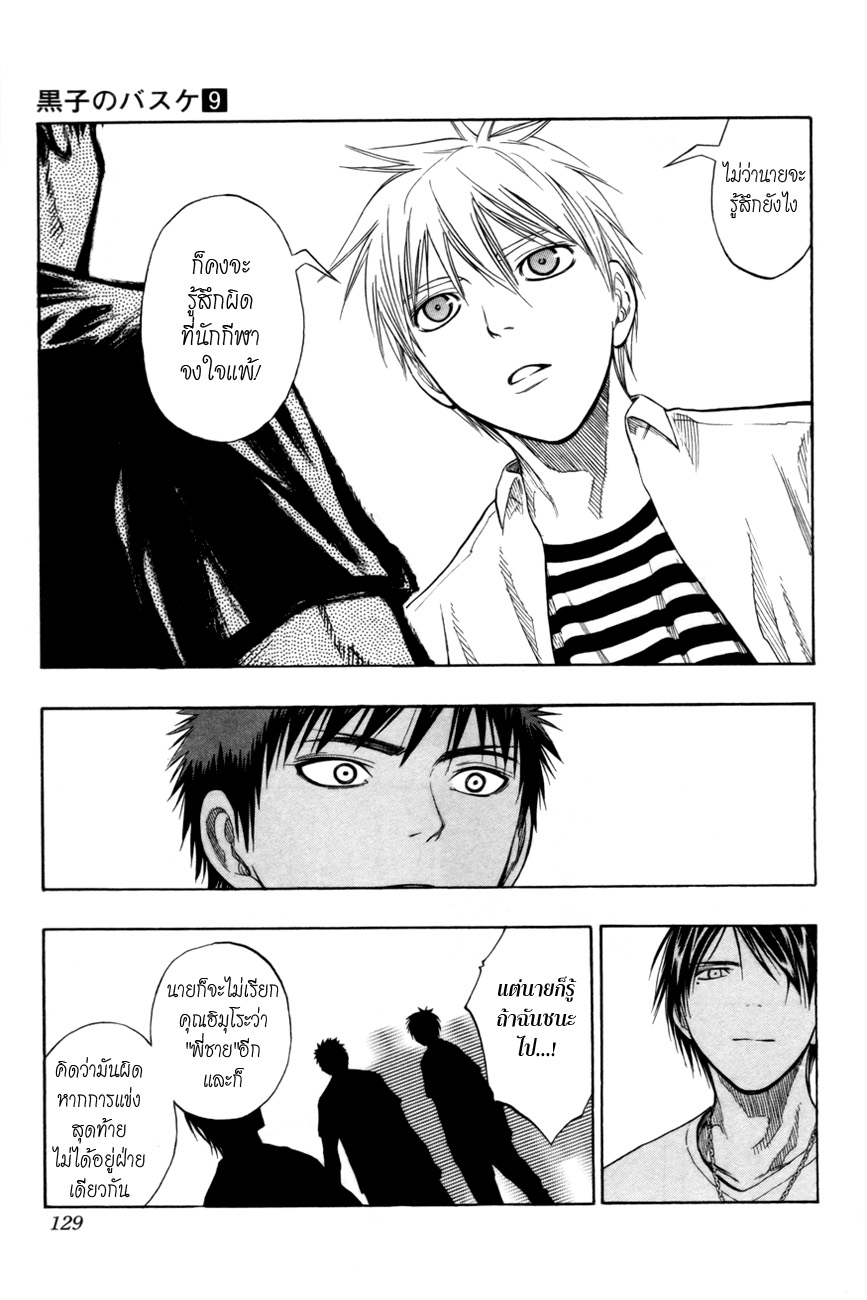 黒子のバスケ9
ไม่ว่านายจะ
รู้สึกยังไง
ก็คงจะ
รู้สึกผิด
ที่นักกีฬา
จงใจแพ้!
แต่นายก็รู้
ถ้าฉันชนะ
ไป...!
นายก็จะไม่เรียก
คุณฮิมุโระว่า
"พี่ชาย"อีก
และก็
คิดว่ามันผิด
หากการแข่ง
สุดท้าย
ไม่ได้อยู่ฝ่าย
เดียวกัน
129